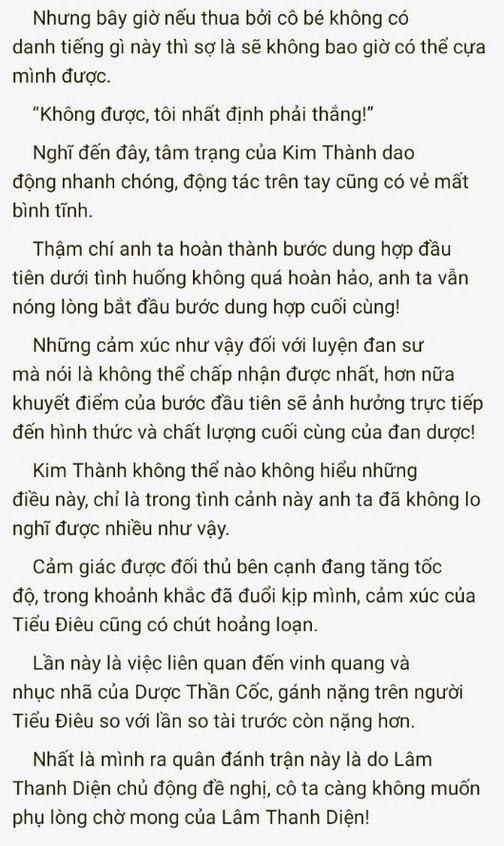 Nhưng bây giờ nếu thua bởi cô bé không có
danh tiếng gì này thì sợ là sẽ không bao giờ có thể cựa
mình được.
“Không được, tôi nhất định phải thắng!”
Nghĩ đến đây, tâm trạng của Kim Thành dao
động nhanh chóng, động tác trên tay cũng có vẻ mất
bình tĩnh.
Thậm chí anh ta hoàn thành bước dung hợp đầu
tiên dưới tình huống không quá hoàn hảo, anh ta vẫn
nóng lòng bắt đầu bước dung hợp cuối cùng!
Những cảm xúc như vậy đối với luyện đan sư
mà nói là không thể chấp nhận được nhất, hơn nữa
khuyết điểm của bước đầu tiên sẽ ảnh hưởng trực tiếp
đến hình thức và chất lượng cuối cùng của đan dược!
Kim Thành không thể nào không hiểu những
điều này, chỉ là trong tình cảnh này anh ta đã không lo
nghĩ được nhiều như vậy.
Cảm giác được đối thủ bên cạnh đang tăng tốc
độ, trong khoảnh khắc đã đuổi kịp mình, cảm xúc của
Tiểu Điêu cũng có chút hoảng loạn.
Lần này là việc liên quan đến vinh quang và
nhục nhã của Dược Thần Cốc, gánh nặng trên người
Tiểu Điêu so với lần so tài trước còn nặng hơn.
Nhất là mình ra quân đánh trận này là do Lâm
Thanh Diện chủ động đề nghị, cô ta càng không muốn
phụ lòng chờ mong của Lâm Thanh Diện!